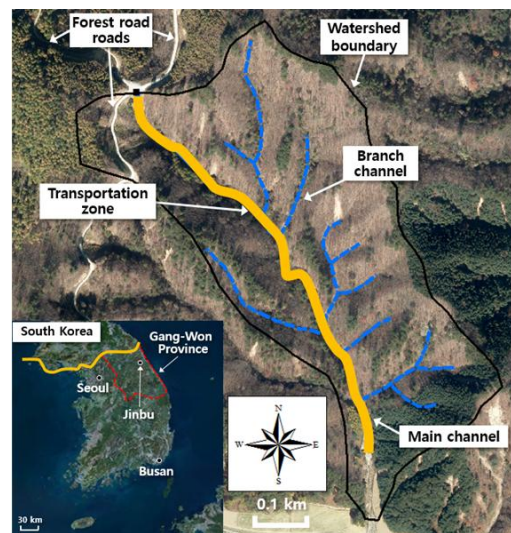 Forest road
roads
Watershed
boundary
Branch
channel
Transportation
zone
South Korea
Gang-Won
Province
Seoul
Jinbu
Busan
30 km
N
W
E
S
0.1 km
Main channel